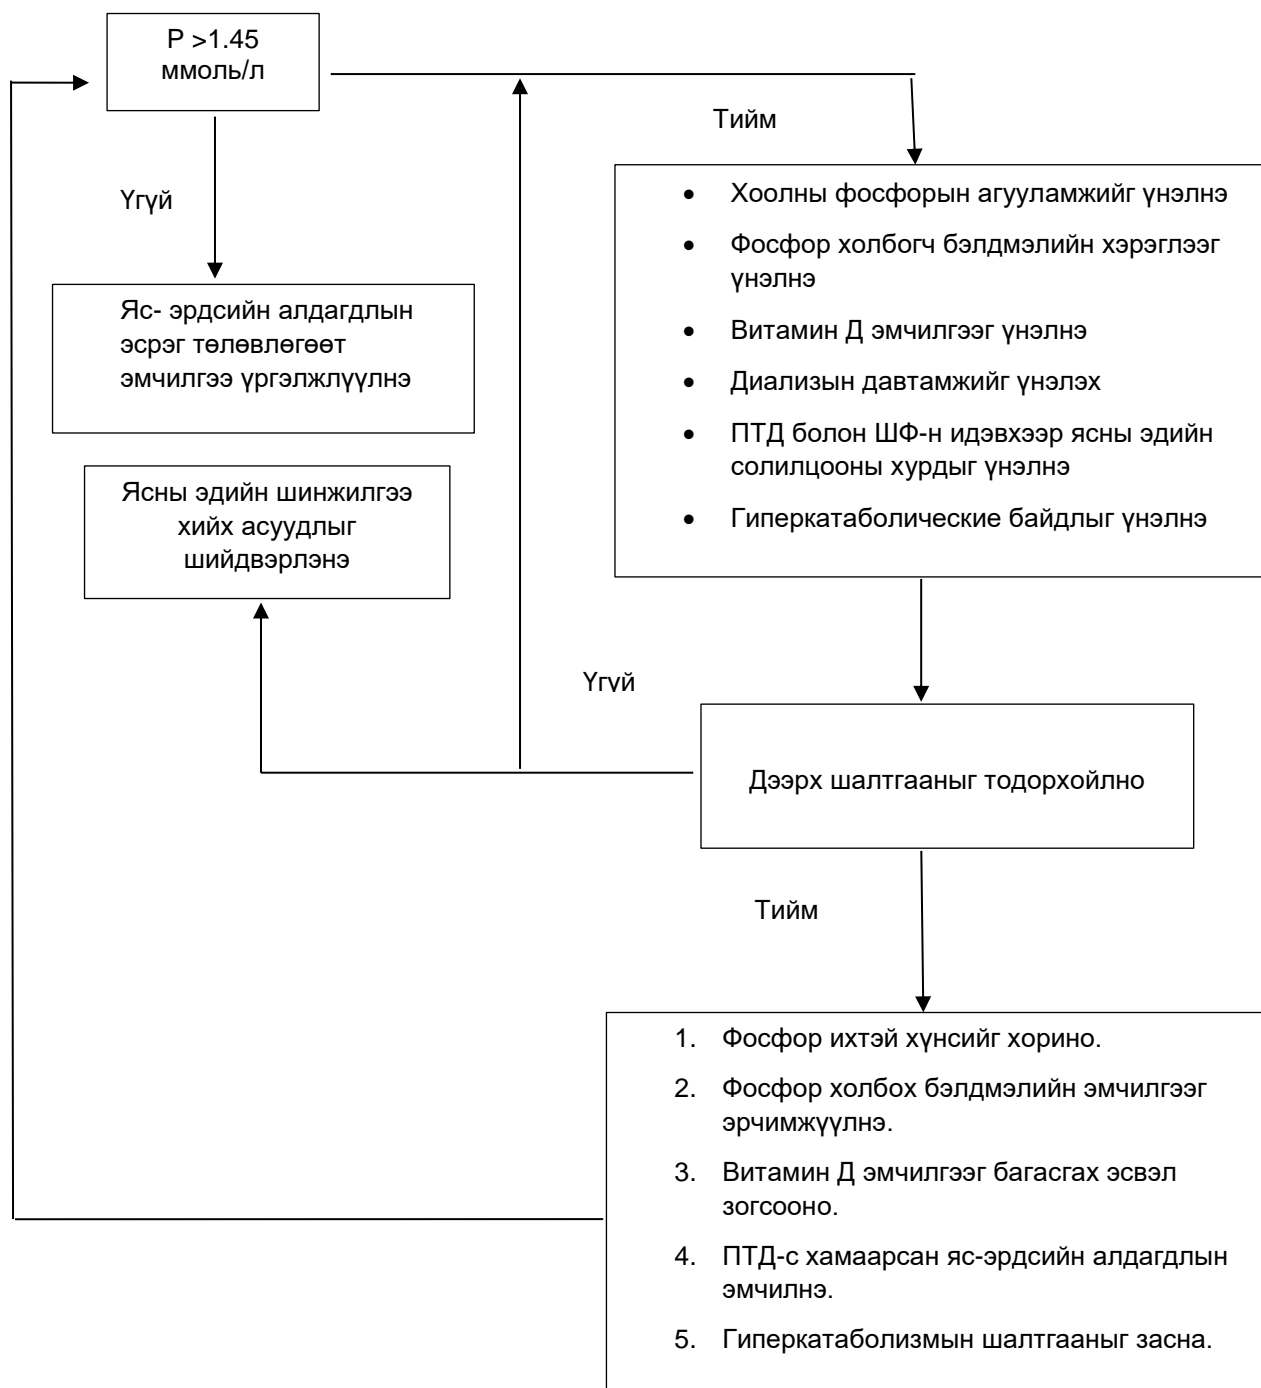 P >1.45
ммоль/л
Тийм
Үгүй
• Хоолны фосфорын агууламжийг үнэлнэ
• Фосфор холбогч бэлдмэлийн хэрэглээг
үнэлнэ
• Витамин Д эмчилгээг үнэлнэ
• Диализын давтамжийг үнэлэх
• ПТД болон ШФ-н идэвхээр ясны эдийн
солилцооны хурдыг үнэлнэ
• Гиперкатаболические байдлыг үнэлнэ
Яс- эрдсийн алдагдлын
эсрэг төлөвлөгөөт
эмчилгээ үргэлжлүүлнэ
Ясны эдийн шинжилгээ
хийх асуудлыг
шийдвэрлэнэ
Үгүй
Дээрх шалтгааныг тодорхойлно
Тийм
1. Фосфор ихтэй хүнсийг хорино.
2. Фосфор холбох бэлдмэлийн эмчилгээг
эрчимжүүлнэ.
3. Витамин Д эмчилгээг багасгах эсвэл
зогсооно.
4. ПТД-с хамаарсан яс-эрдсийн алдагдлын
эмчилнэ.
5. Гиперкатаболизмын шалтгааныг засна.